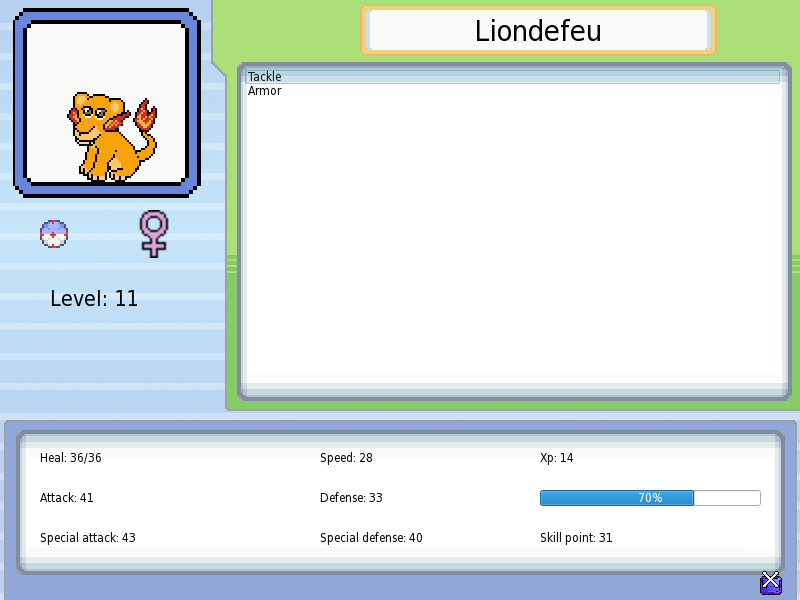 Liondefeu
Tackle
Armor
Level: 11
Heal: 36/36
Speed: 28
Xp: 14
Attack: 41
Defense: 33
70%
Special attack: 43
Special defense: 40
Skill point: 31